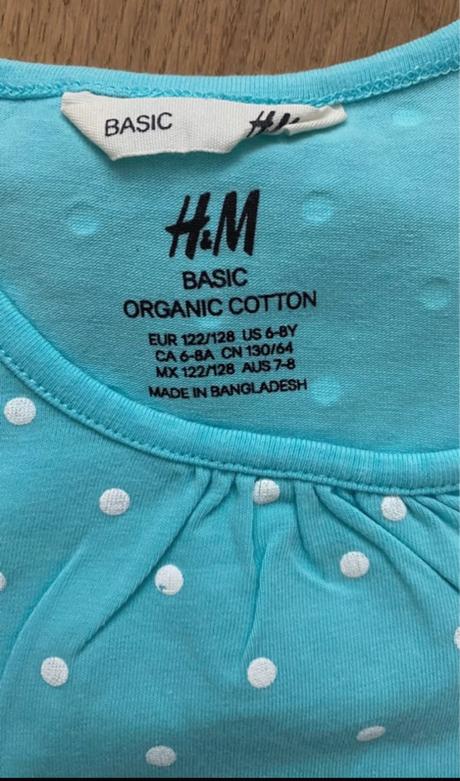 BASIC H&M
H&M
BASIC
ORGANIC COTTON
EUR 122/128 US 6-8Y
CA 6-8A CN 130/64
MX 122/128 AUS 7-8
MADE IN BANGLADESH